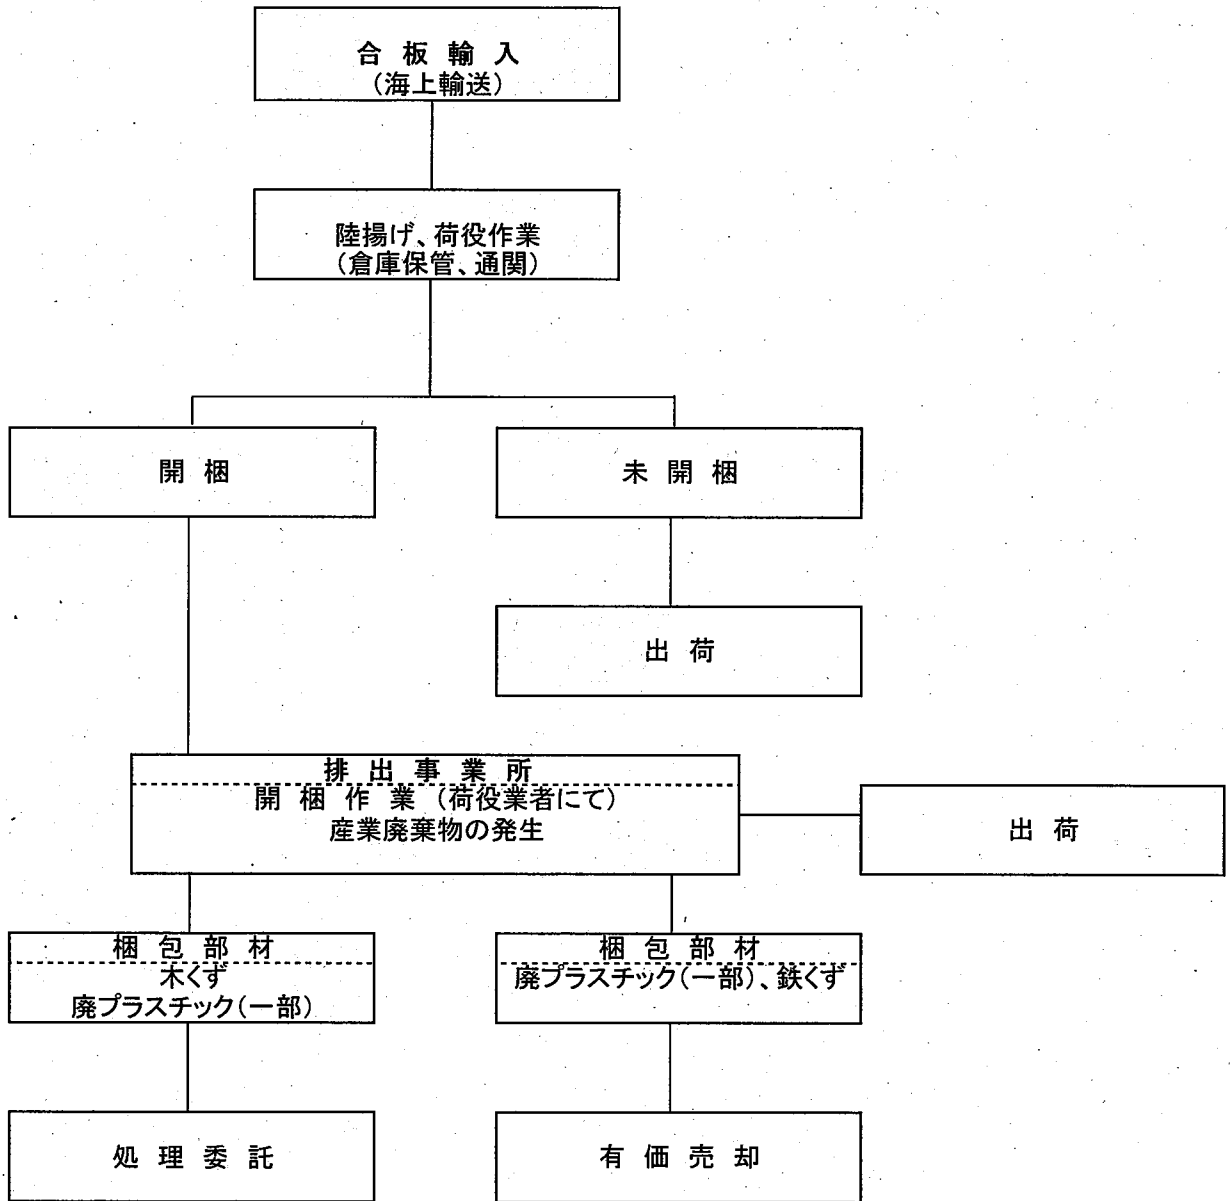 合 板 輸 入
(海上輸送)
陸揚げ、荷役作業
(倉庫保管、通関)
開 梱
未 開 梱
出 荷
排 出 事 業 所
開 梱 作 業 (荷役業者にて)
産業廃棄物の発生
出 荷
梱 包 部 材
木くず
廃プラスチック(一部)
梱 包 部 材
廃プラスチック(一部)、鉄くず
処 理 委 託
有 価 売 却